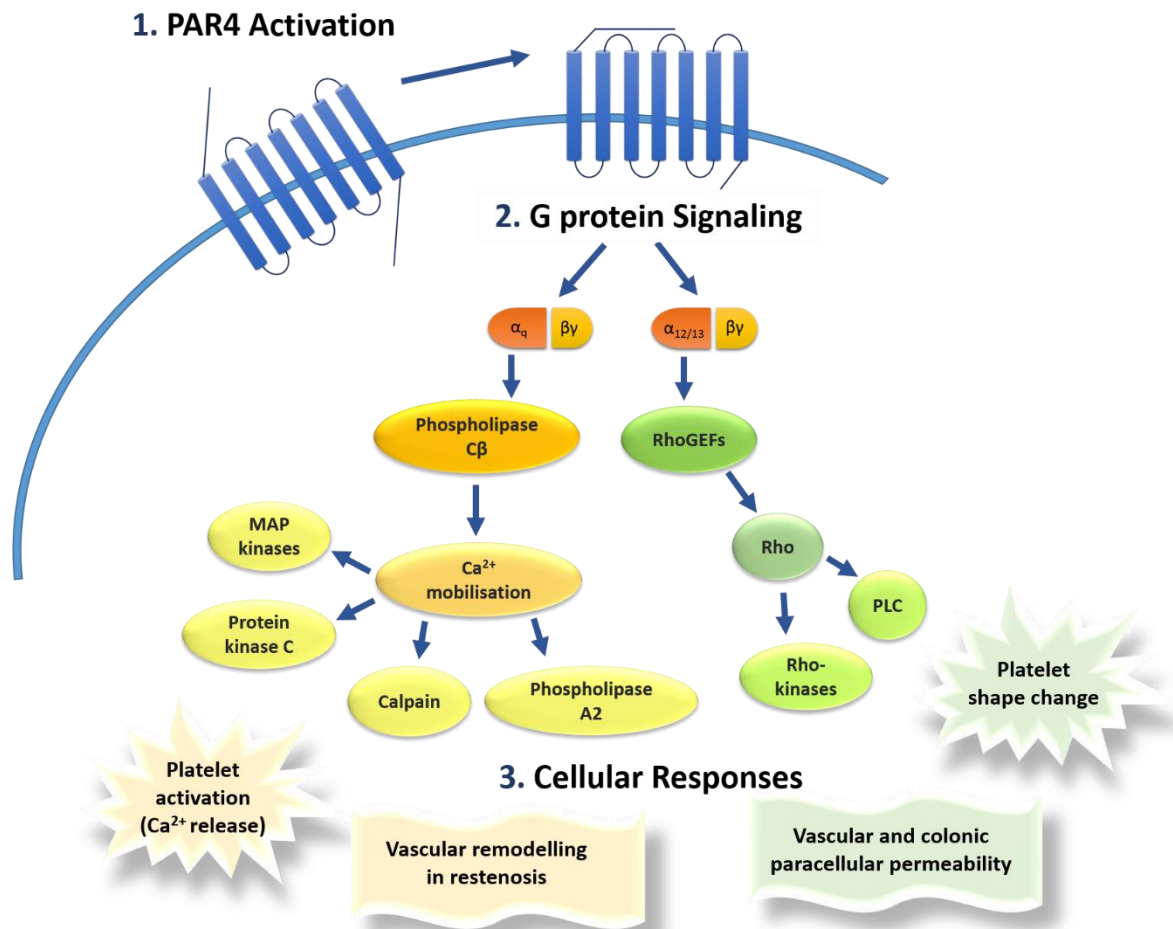 1. PAR4 Activation
2. G protein Signaling
αq
βγ
α12/13
βγ
Phospholipase
Cβ
RhoGEFs
MAP
kinases
Ca²⁺
mobilisation
Rho
Protein
kinase C
PLC
Calpain
Phospholipase
A2
Rho-
kinases
Platelet
shape change
3. Cellular Responses
Platelet
activation
(Ca²⁺ release)
Vascular remodelling
in restenosis
Vascular and colonic
paracellular permeability